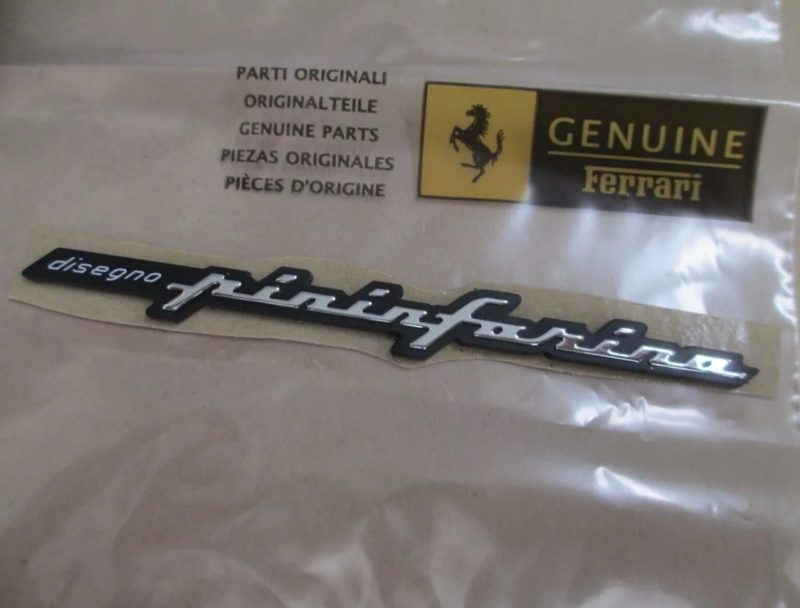 PARTI ORIGINALI
ORIGINALTEILE
GENUINE PARTS
PIEZAS ORIGINALES
PIÈCES D'ORIGINE
GENUINE
Ferrari
disegno pininfarina